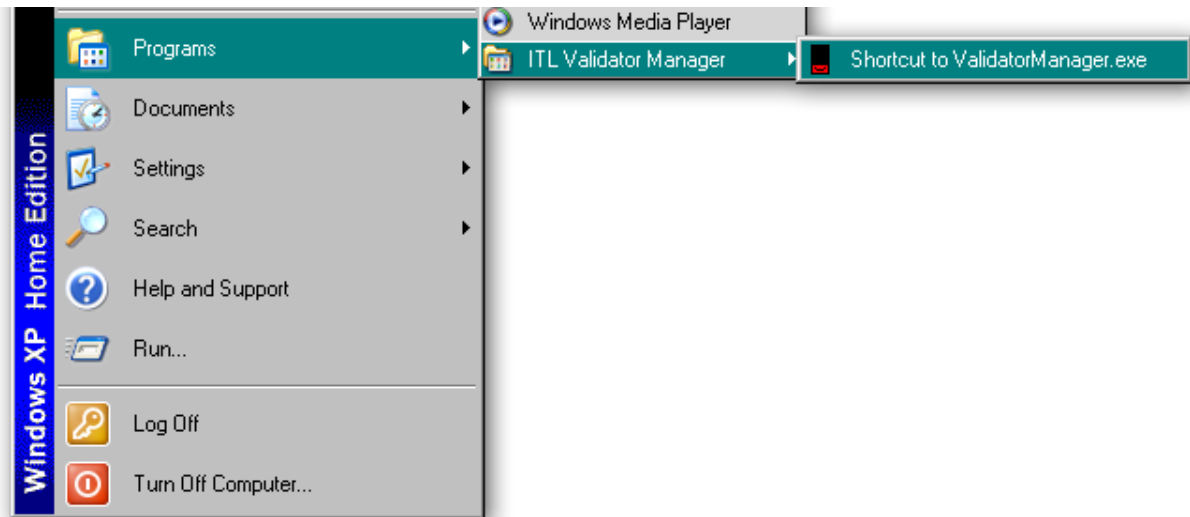 Windows Media Player
Programs
ITL Validator Manager
Shortcut to ValidatorManager.exe
Documents
Settings
Search
Help and Support
Run...
Log Off
Turn Off Computer...
Windows XP Home Edition